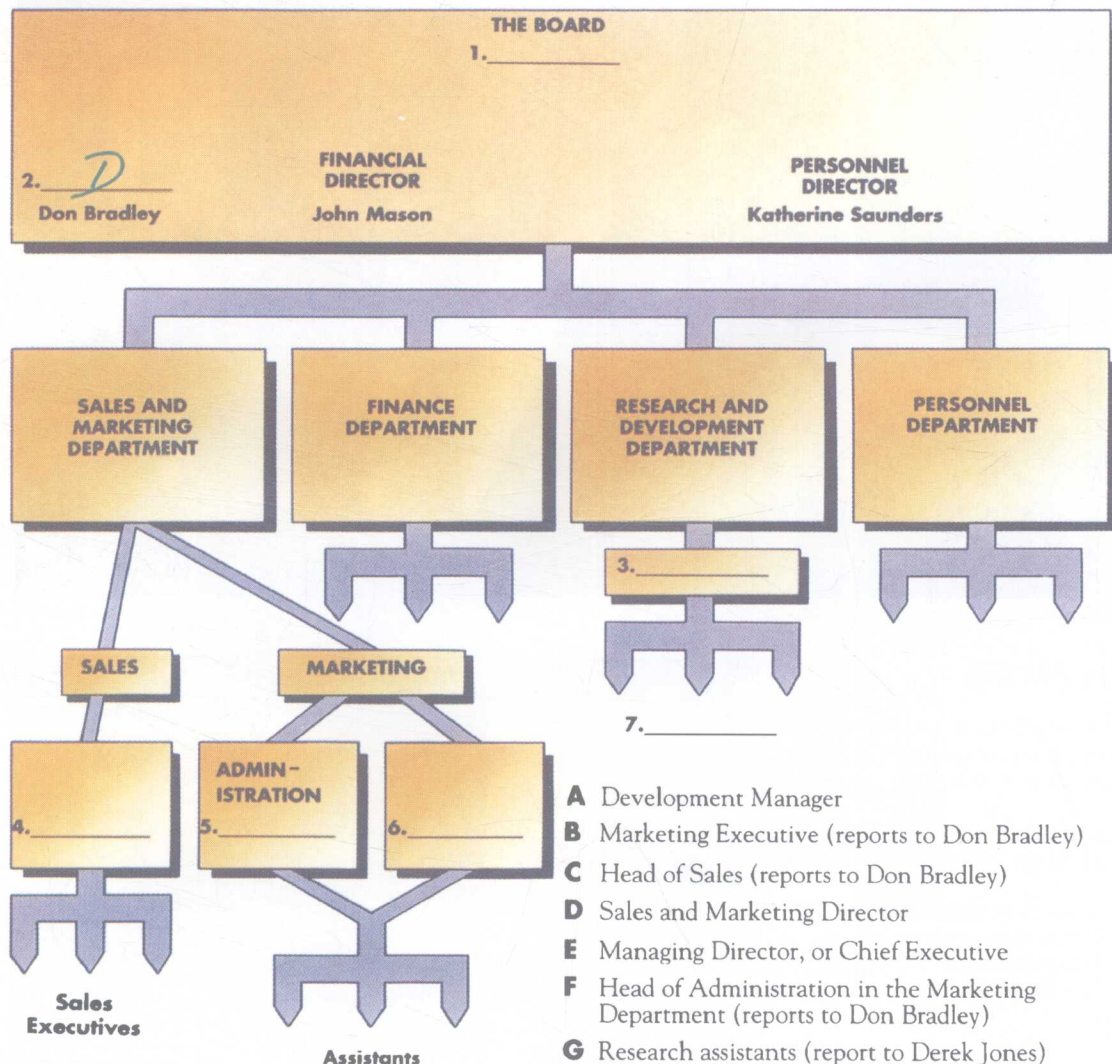 THE BOARD
1.
2. D
Don Bradley
FINANCIAL
DIRECTOR
John Mason
PERSONNEL
DIRECTOR
Katherine Saunders
SALES AND
MARKETING
DEPARTMENT
FINANCE
DEPARTMENT
RESEARCH AND
DEVELOPMENT
DEPARTMENT
PERSONNEL
DEPARTMENT
3.
SALES
MARKETING
7.
4.
ADMIN-
ISTRATION
5.
6.
Sales
Executives
Assistants
A Development Manager
B Marketing Executive (reports to Don Bradley)
C Head of Sales (reports to Don Bradley)
D Sales and Marketing Director
E Managing Director, or Chief Executive
F Head of Administration in the Marketing
Department (reports to Don Bradley)
G Research assistants (report to Derek Jones)